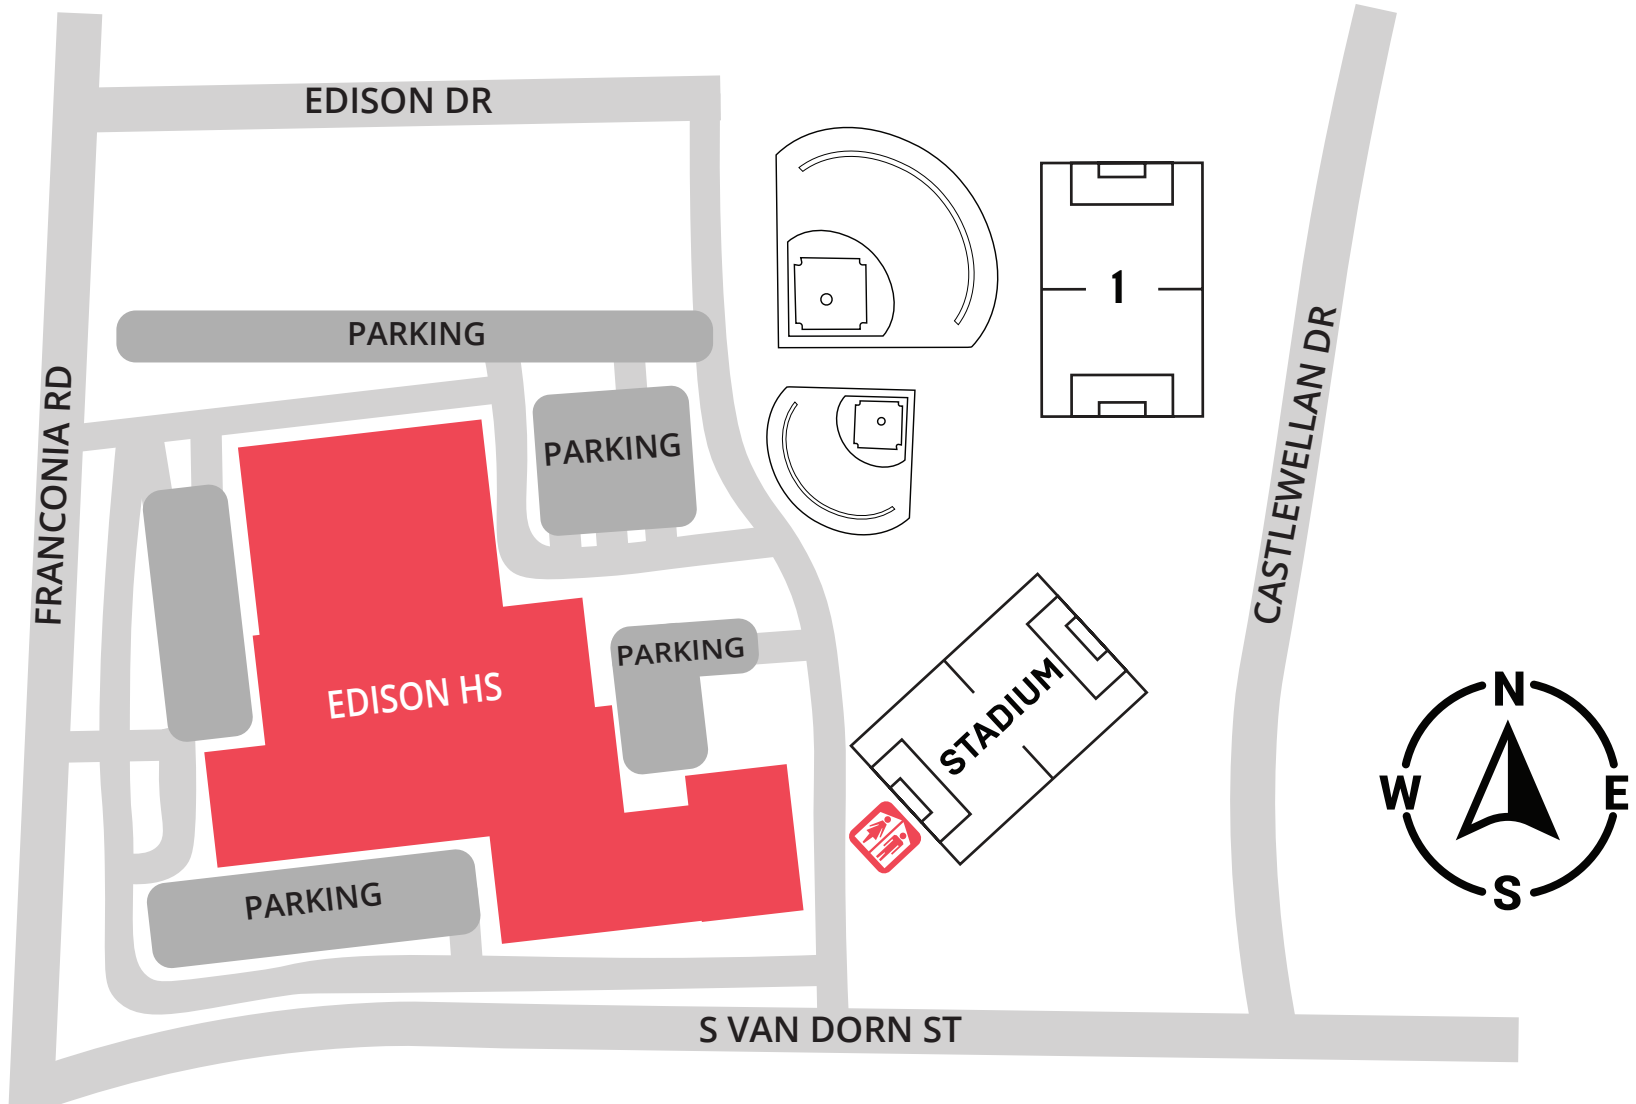 EDISON DR
1
PARKING
CASTLEWELLAN DR
FRANCONIA RD
PARKING
PARKING
EDISON HS
STADIUM
N
W
E
S
PARKING
S VAN DORN ST